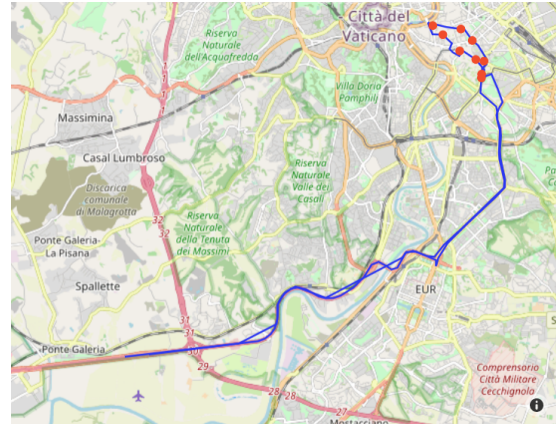 Città del
Vaticano
Riserva
Naturale
dell'Acquafredda
Villa Doria
Pamphilj
Massimina
Casal Lumbroso
Riserva
Naturale
Valle dei
Casali
Discarica
comunale
di Malagrotta
32
32
Riserva
Naturale
della Tenuta
dei Massimi
Ponte Galeria-
La Pisana
Spallette
EUR
31
31
Ponte Galeria
30
29
28
28
27
Comprensorio
Città Militare
Cecchignola
Mostacciano